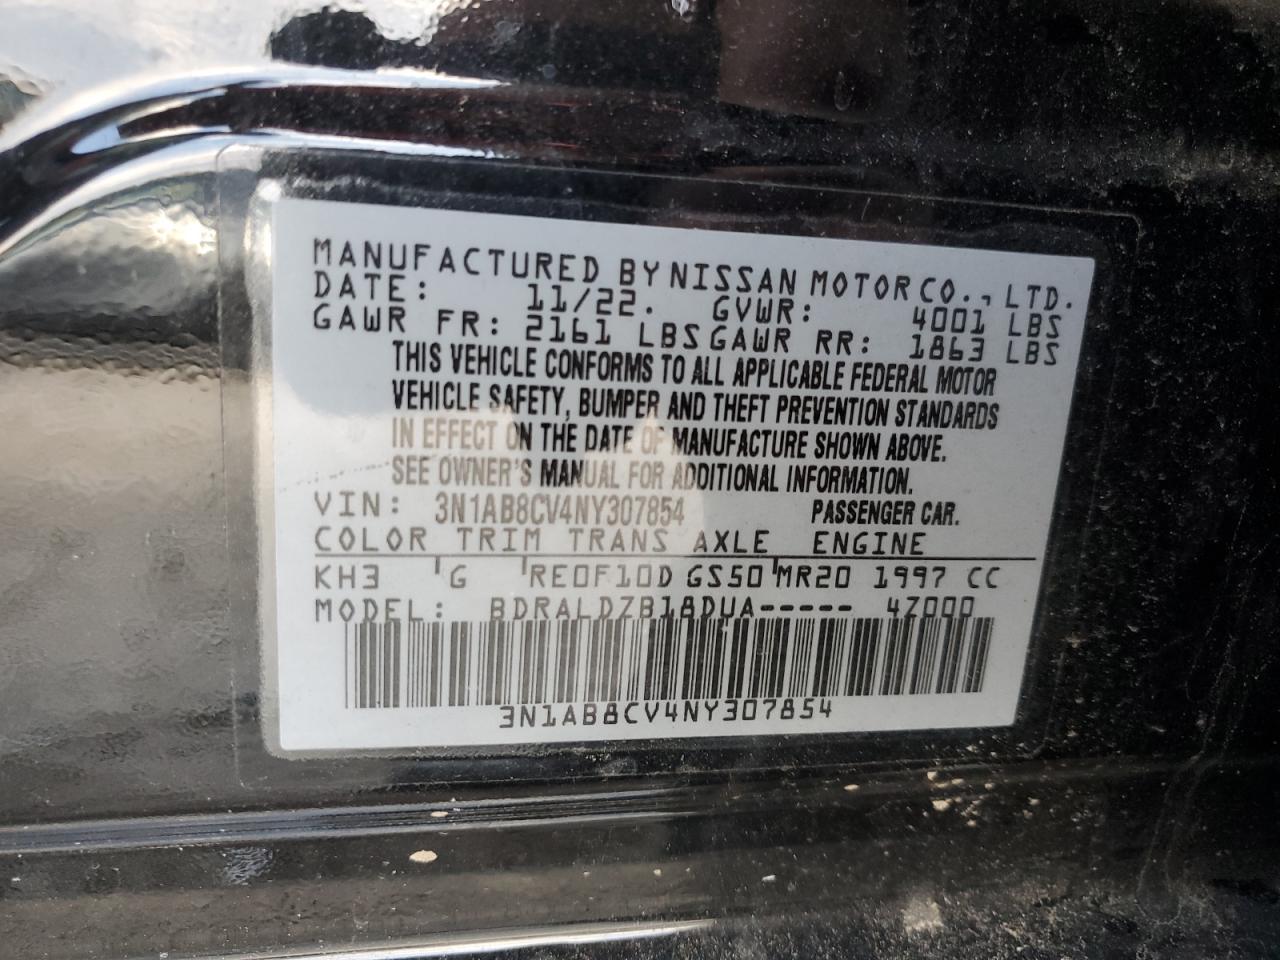 MANUFACTURED BY NISSAN MOTOR CO., LTD.
DATE: 11/22. GVWR: 4001 LBS
GAWR FR: 2161 LBS GAWR RR: 1863 LBS
THIS VEHICLE CONFORMS TO ALL APPLICABLE FEDERAL MOTOR
VEHICLE SAFETY, BUMPER AND THEFT PREVENTION STANDARDS
IN EFFECT ON THE DATE OF MANUFACTURE SHOWN ABOVE.
SEE OWNER'S MANUAL FOR ADDITIONAL INFORMATION.
VIN: 3N1AB8CV4NY307854 PASSENGER CAR.
COLOR TRIM TRANS AXLE ENGINE
KH3 G RE0F10D GS50 MR20 1997 CC
MODEL: BDRALDZB18DUA----- 4Z000
3N1AB8CV4NY307854